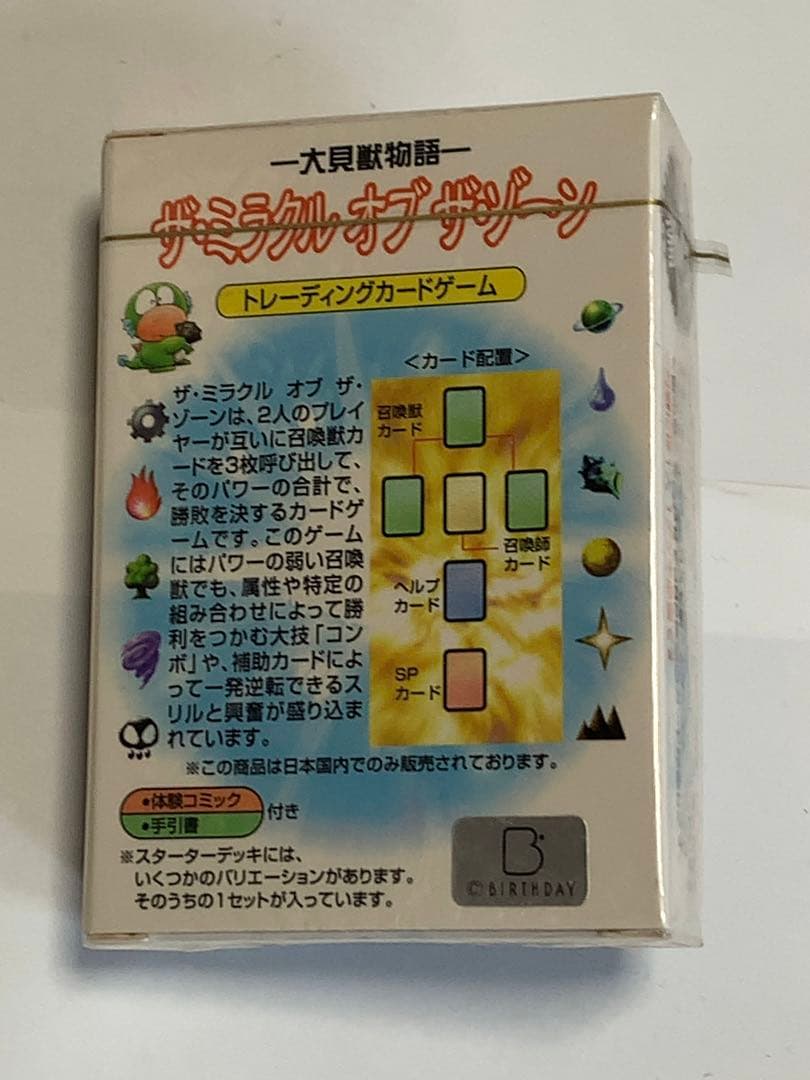 ―大貝獣物語―
ザ・ミラクル オブ ザ・ゾーン
トレーディングカードゲーム
ザ・ミラクル オブ ザ・
ゾーンは、2人のプレイ
ヤーが互いに召喚獣カ
ードを3枚呼び出して、
そのパワーの合計で、
勝敗を決するカードゲ
ームです。このゲーム
にはパワーの弱い召喚
獣でも、属性や特定の
組み合わせによって勝
利をつかむ大技「コン
ボ」や、補助カードによ
って一発逆転できるス
リルと興奮が盛り込ま
れています。
<カード配置>
召喚獣
カード
召喚師
カード
ヘルプ
カード
SP
カード
※この商品は日本国内でのみ販売されております。
●体験コミック
●手引書
付き
※スターターデッキには、
いくつかのバリエーションがあります。
そのうちの1セットが入っています。
B
©BIRTHDAY